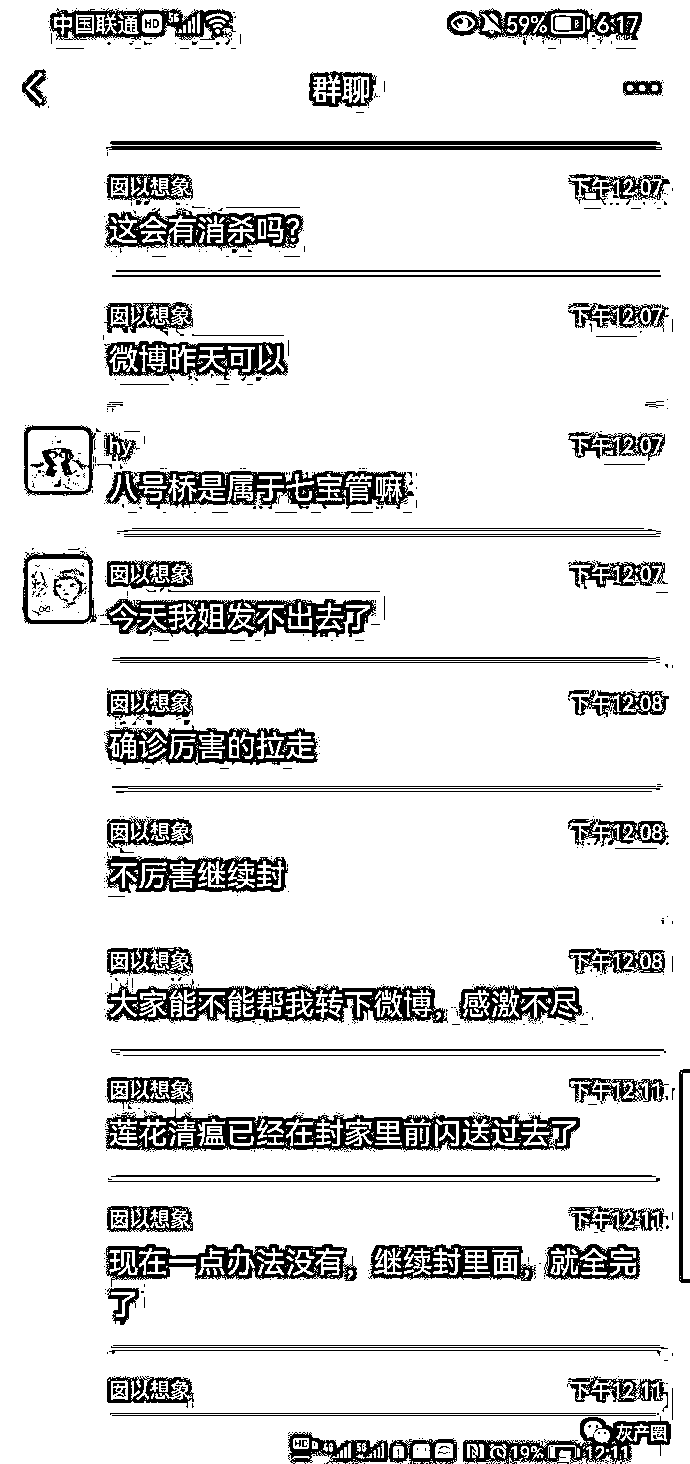 中国联通 HD 5G 59% 6:17
群聊
囡以想象 下午12:07
这会有消杀吗?
囡以想象 下午12:07
微博昨天可以
hy 下午12:07
八号桥是属于七宝管嘛
囡以想象 下午12:07
今天我姐发不出去了
囡以想象 下午12:08
确诊厉害的拉走
囡以想象 下午12:08
不厉害继续封
囡以想象 下午12:08
大家能不能帮我转下微博，感激不尽
囡以想象 下午12:11
莲花清瘟已经在封家里前闪送过去了
囡以想象 下午12:11
现在一点办法没有，继续封里面，就全完
了
囡以想象 下午12:11
灰产圈
HD 19% 12:11